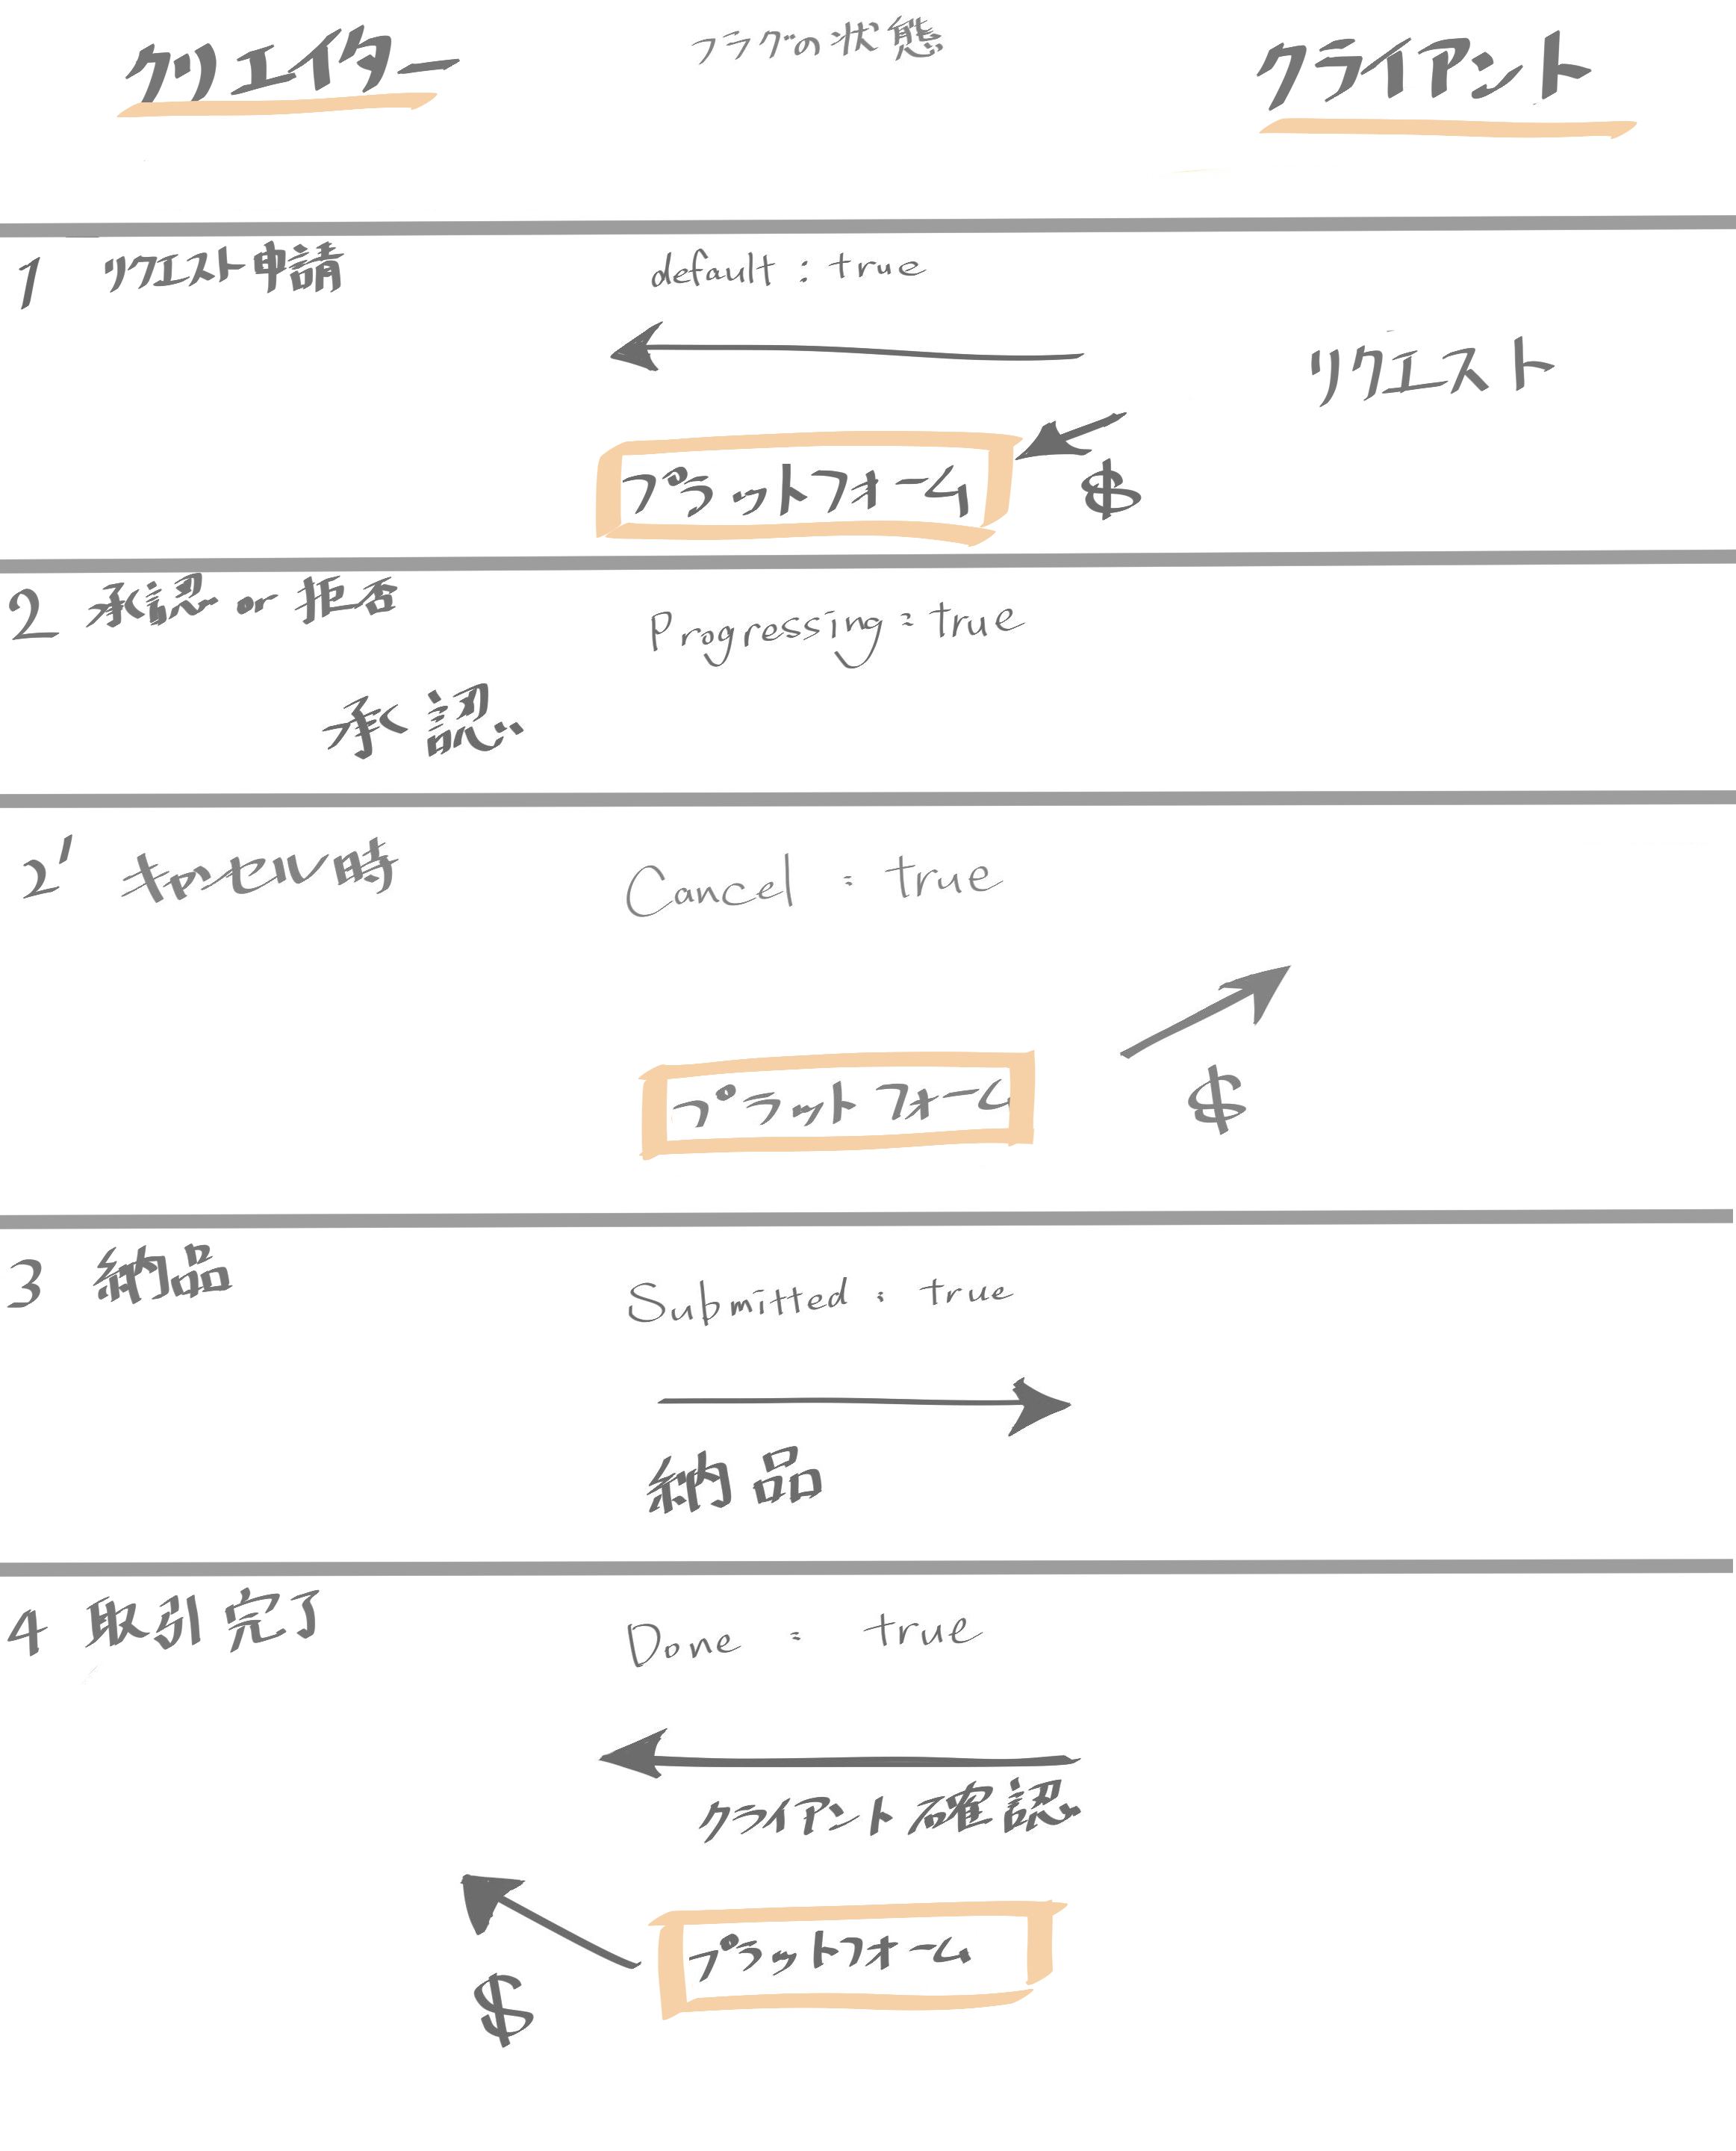 クリエイター
フラグの状態
クライアント
1 リクエスト申請
default : true
リクエスト
プラットフォーム
$
2 承認 or 拒否
Progressing : true
承認
2' キャンセル時
Cancel : true
プラットフォーム
$
3 納品
Submitted : true
納品
4 取引完了
Done : true
クライアント確認
プラットフォーム
$